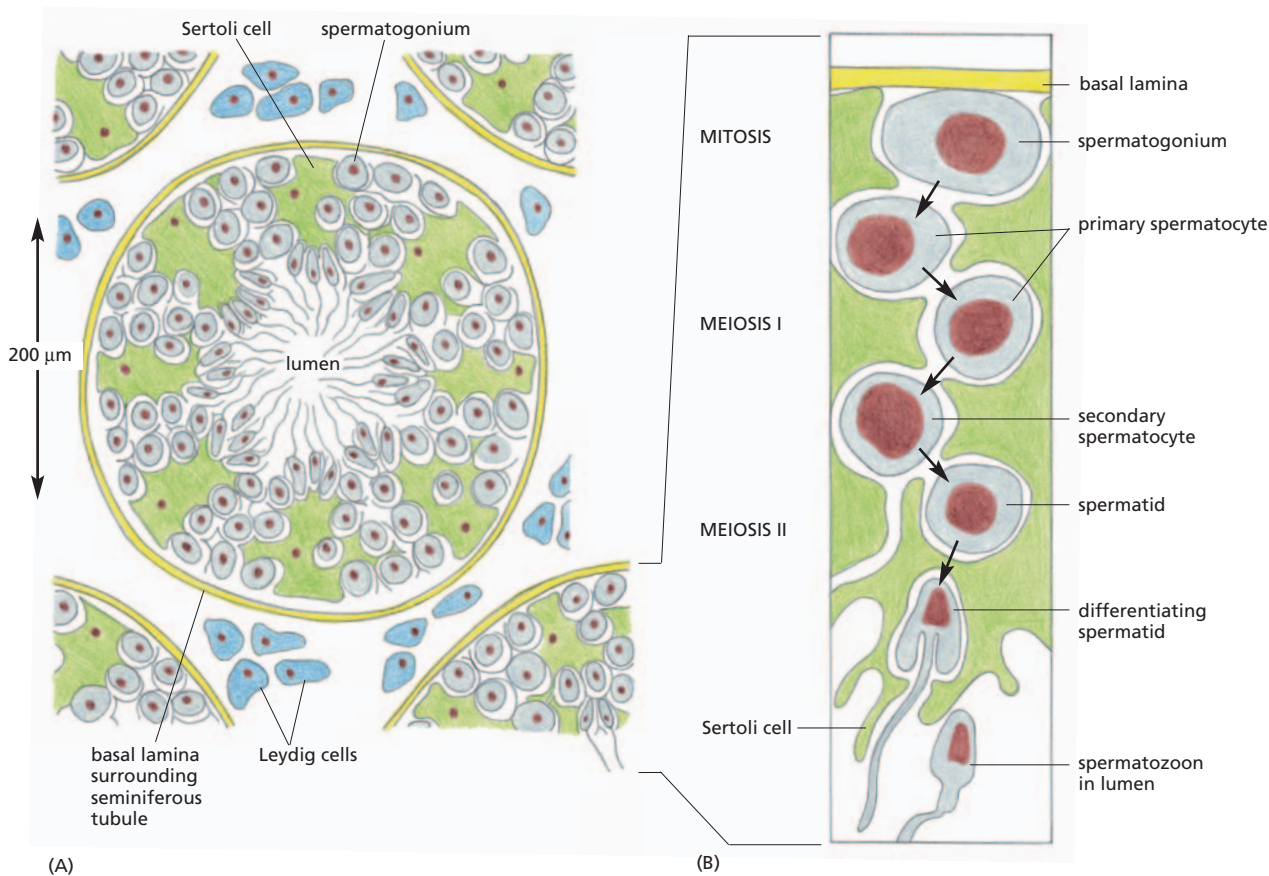 Sertoli cell
spermatogonium
200 μm
lumen
basal lamina
surrounding
seminiferous
tubule
Leydig cells
(A)
MITOSIS
MEIOSIS I
MEIOSIS II
Sertoli cell
basal lamina
spermatogonium
primary spermatocyte
secondary
spermatocyte
spermatid
differentiating
spermatid
spermatozoon
in lumen
(B)